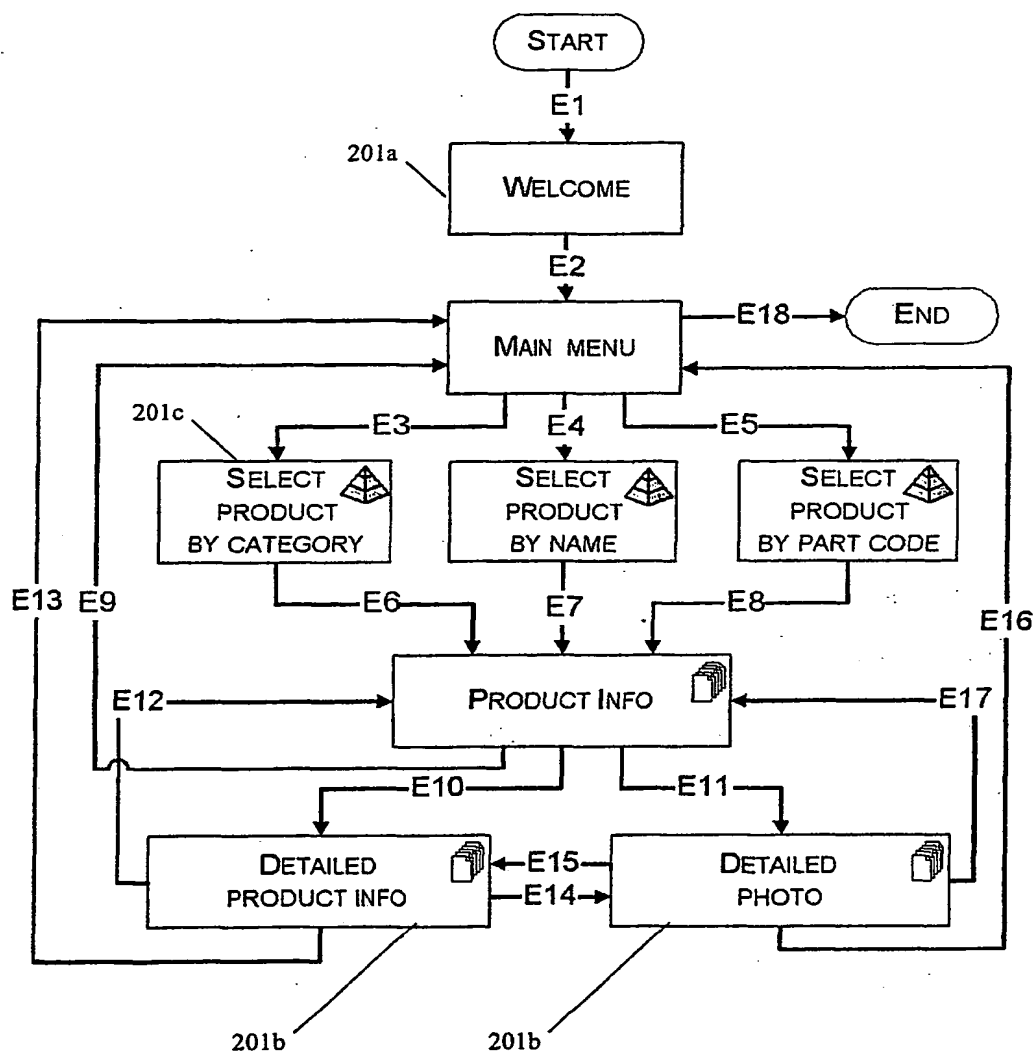 START
E1
201a
WELCOME
E2
MAIN MENU
E18
END
201c
E3
E4
E5
SELECT
PRODUCT
BY CATEGORY
SELECT
PRODUCT
BY NAME
SELECT
PRODUCT
BY PART CODE
E13
E9
E6
E7
E8
E16
E12
PRODUCT INFO
E17
E10
E11
DETAILED
PRODUCT INFO
E15
E14
DETAILED
PHOTO
201b
201b